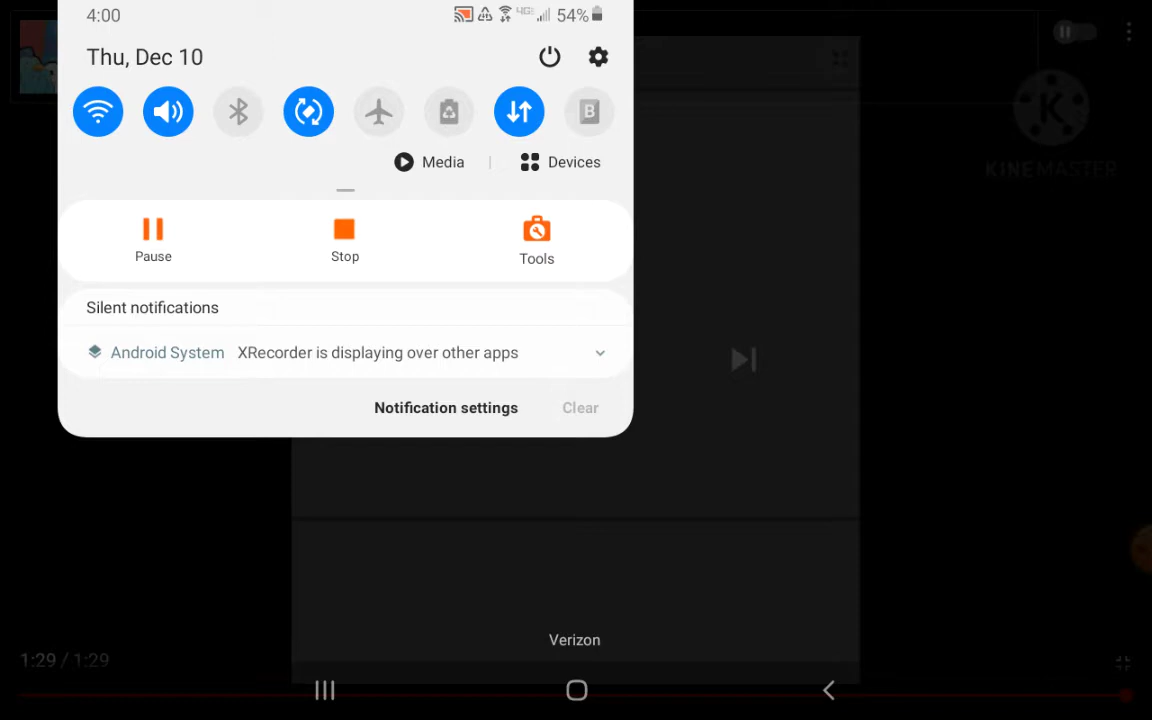 4:00 54%
Thu, Dec 10
B
Media | Devices
Pause Stop Tools
Silent notifications
Android System XRecorder is displaying over other apps
Notification settings Clear
K
KINEMASTER
Verizon
1:29 / 1:29